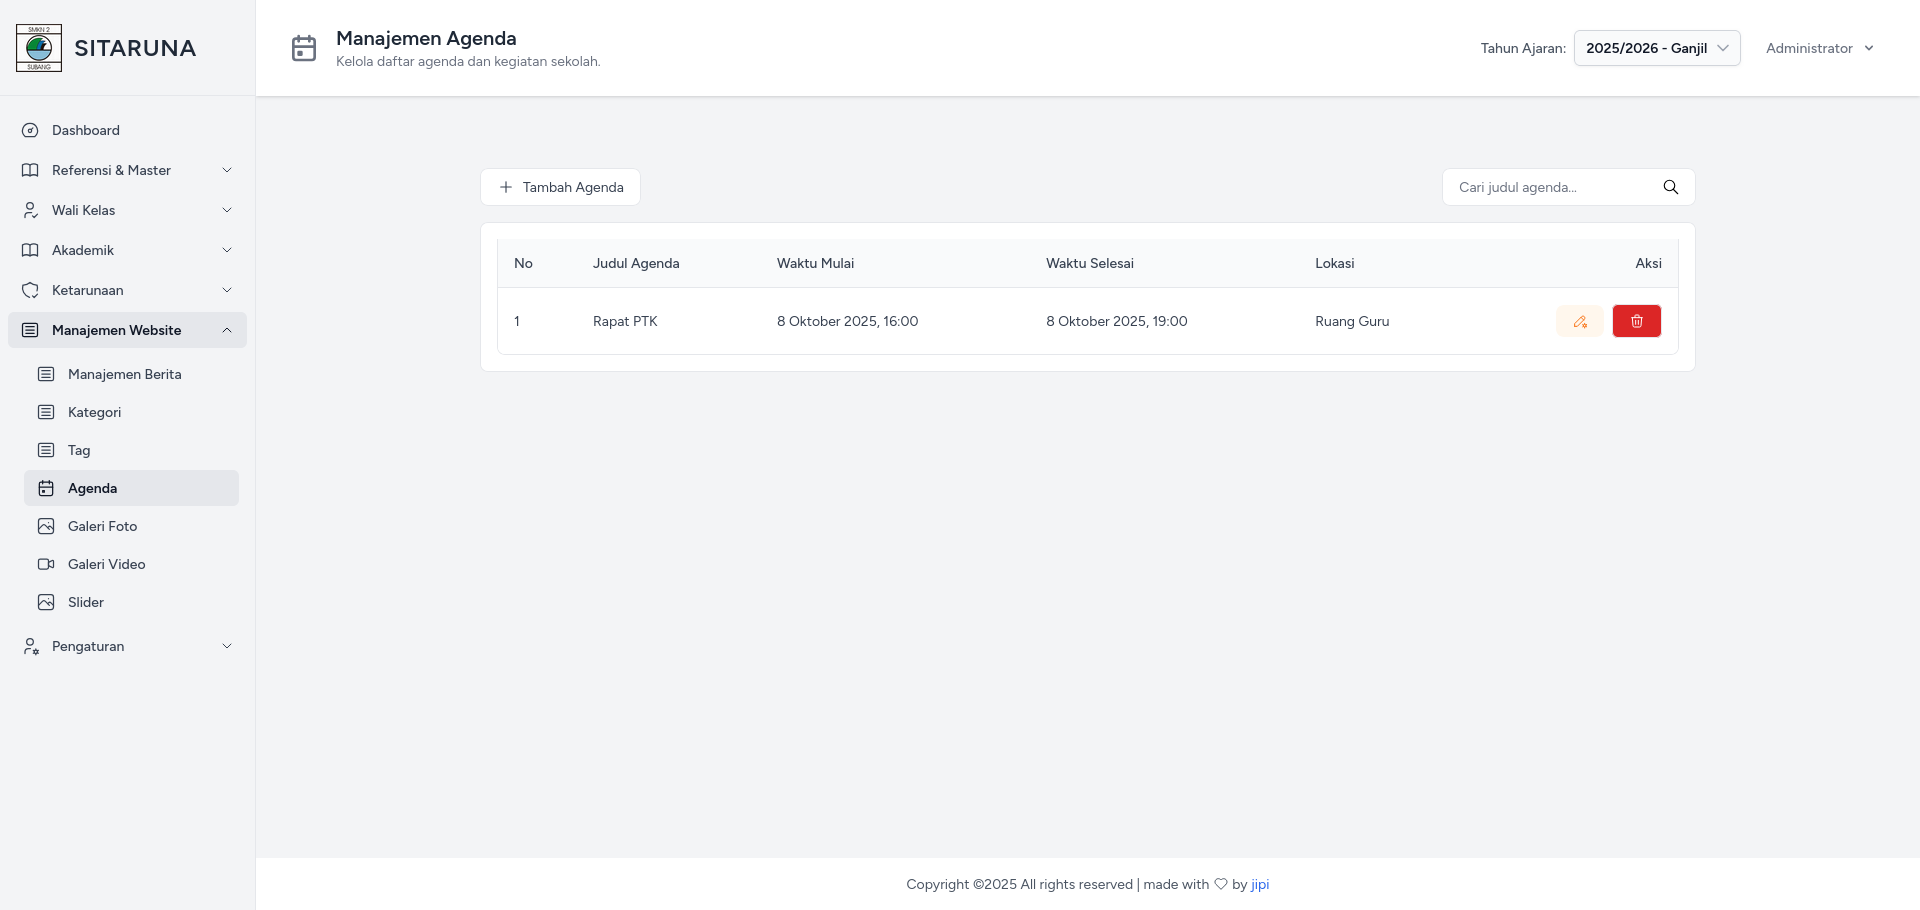 SMKN 2
SUBANG
SITARUNA
Manajemen Agenda
Kelola daftar agenda dan kegiatan sekolah.
Tahun Ajaran: 2025/2026 - Ganjil Administrator
Dashboard
Referensi & Master
Wali Kelas
Akademik
Ketarunaan
Manajemen Website
Manajemen Berita
Kategori
Tag
Agenda
Galeri Foto
Galeri Video
Slider
Pengaturan
Tambah Agenda
Cari judul agenda...
No Judul Agenda Waktu Mulai Waktu Selesai Lokasi Aksi
1 Rapat PTK 8 Oktober 2025, 16:00 8 Oktober 2025, 19:00 Ruang Guru
Copyright ©2025 All rights reserved | made with ♡ by jipi